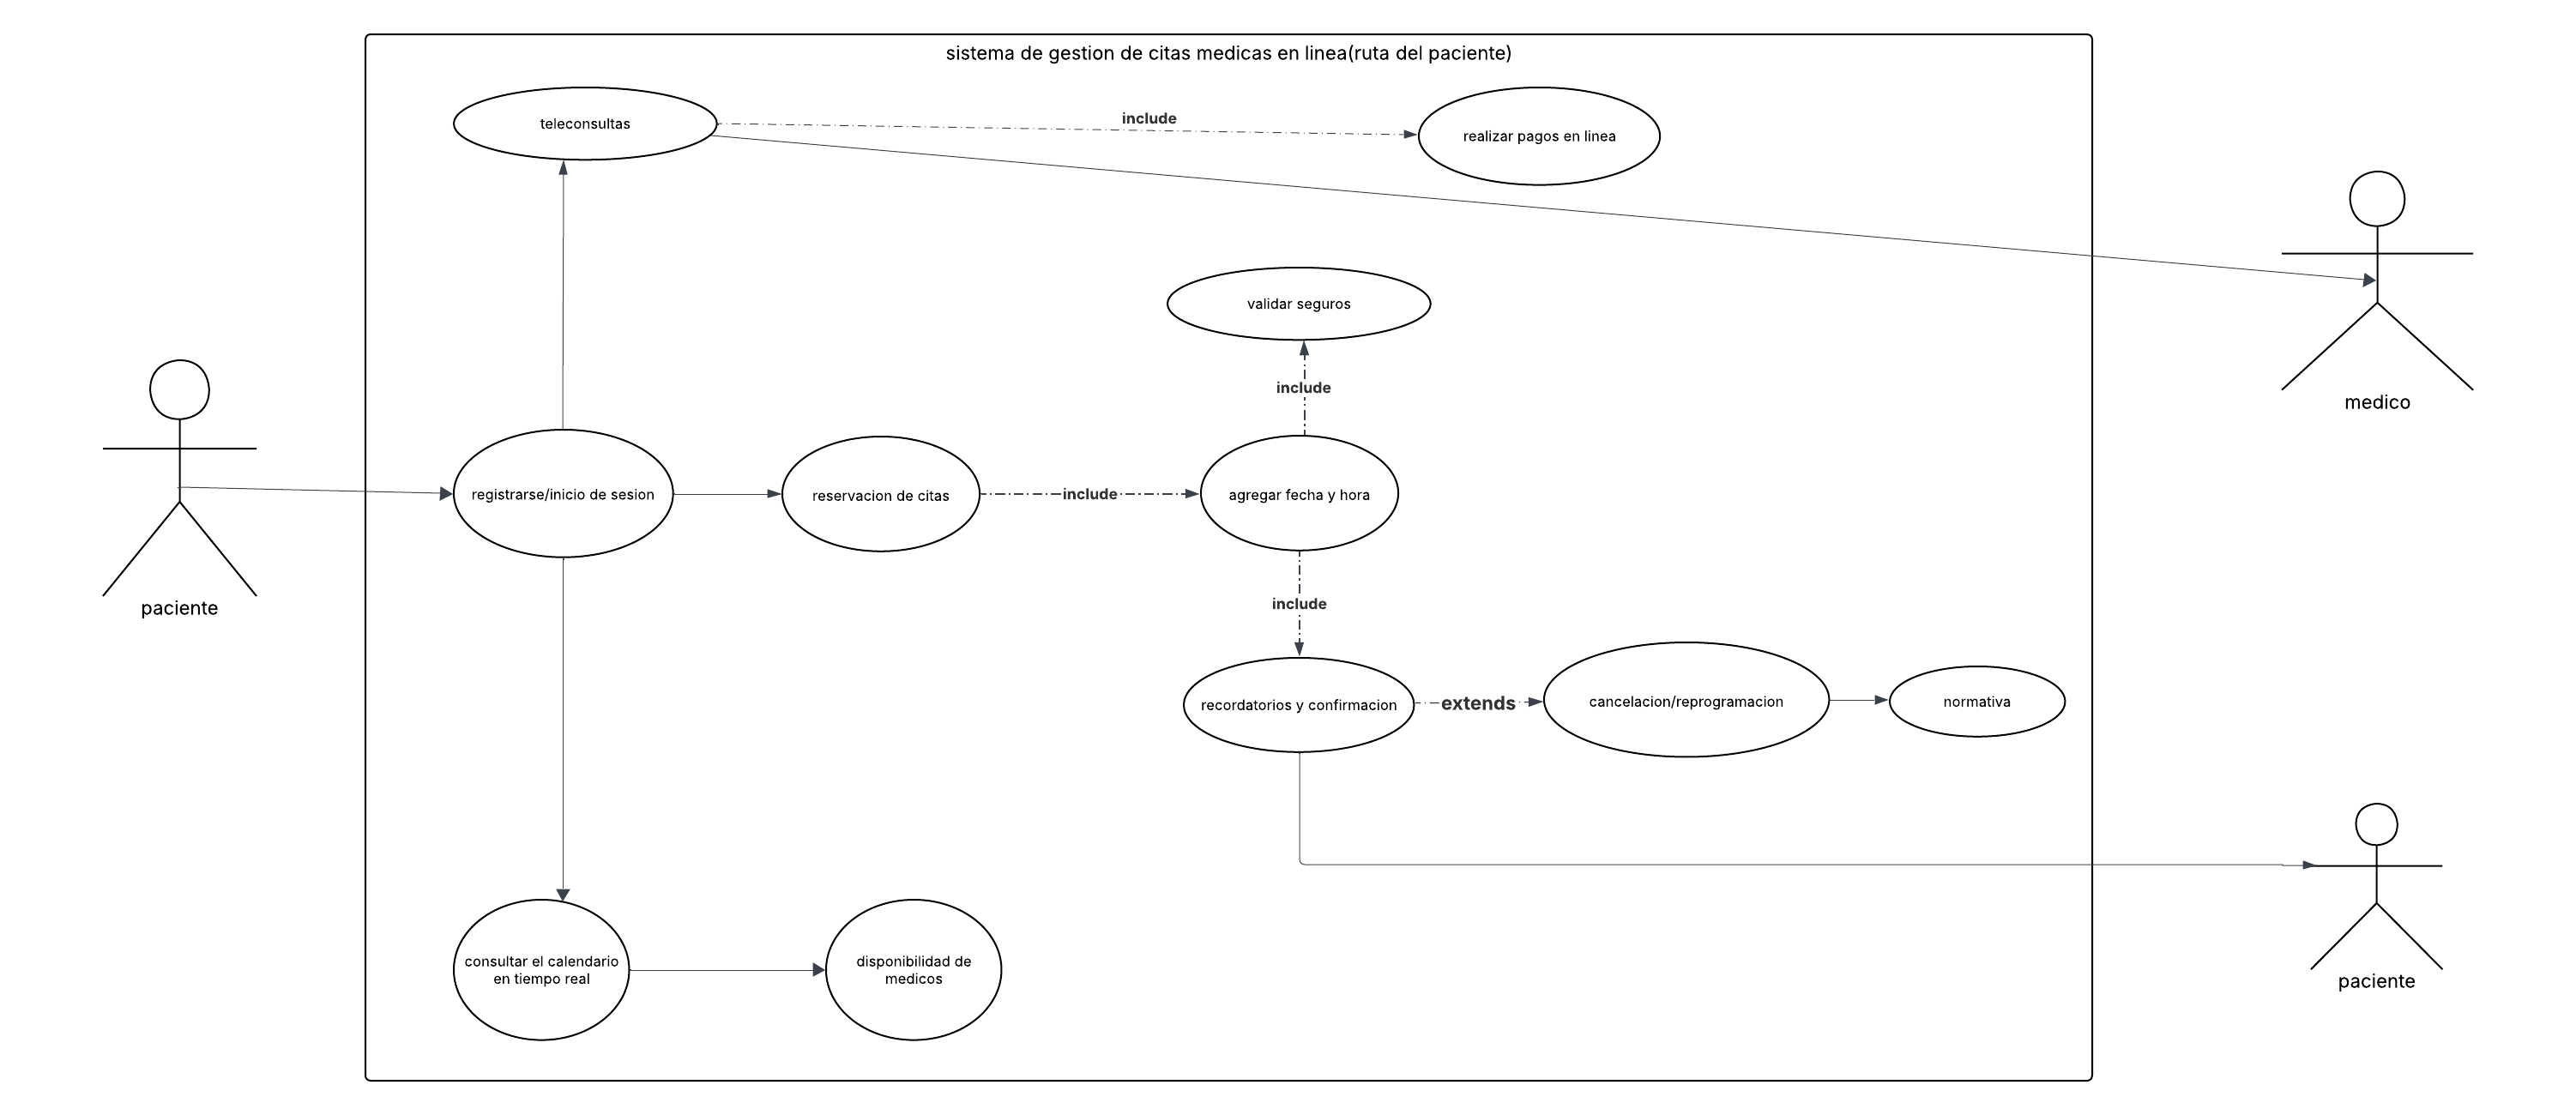 sistema de gestion de citas medicas en linea(ruta del paciente)
teleconsultas
include
realizar pagos en linea
validar seguros
include
medico
registrarse/inicio de sesion
reservacion de citas
include
agregar fecha y hora
paciente
include
recordatorios y confirmacion
extends
cancelacion/reprogramacion
normativa
consultar el calendario
en tiempo real
disponibilidad de
medicos
paciente